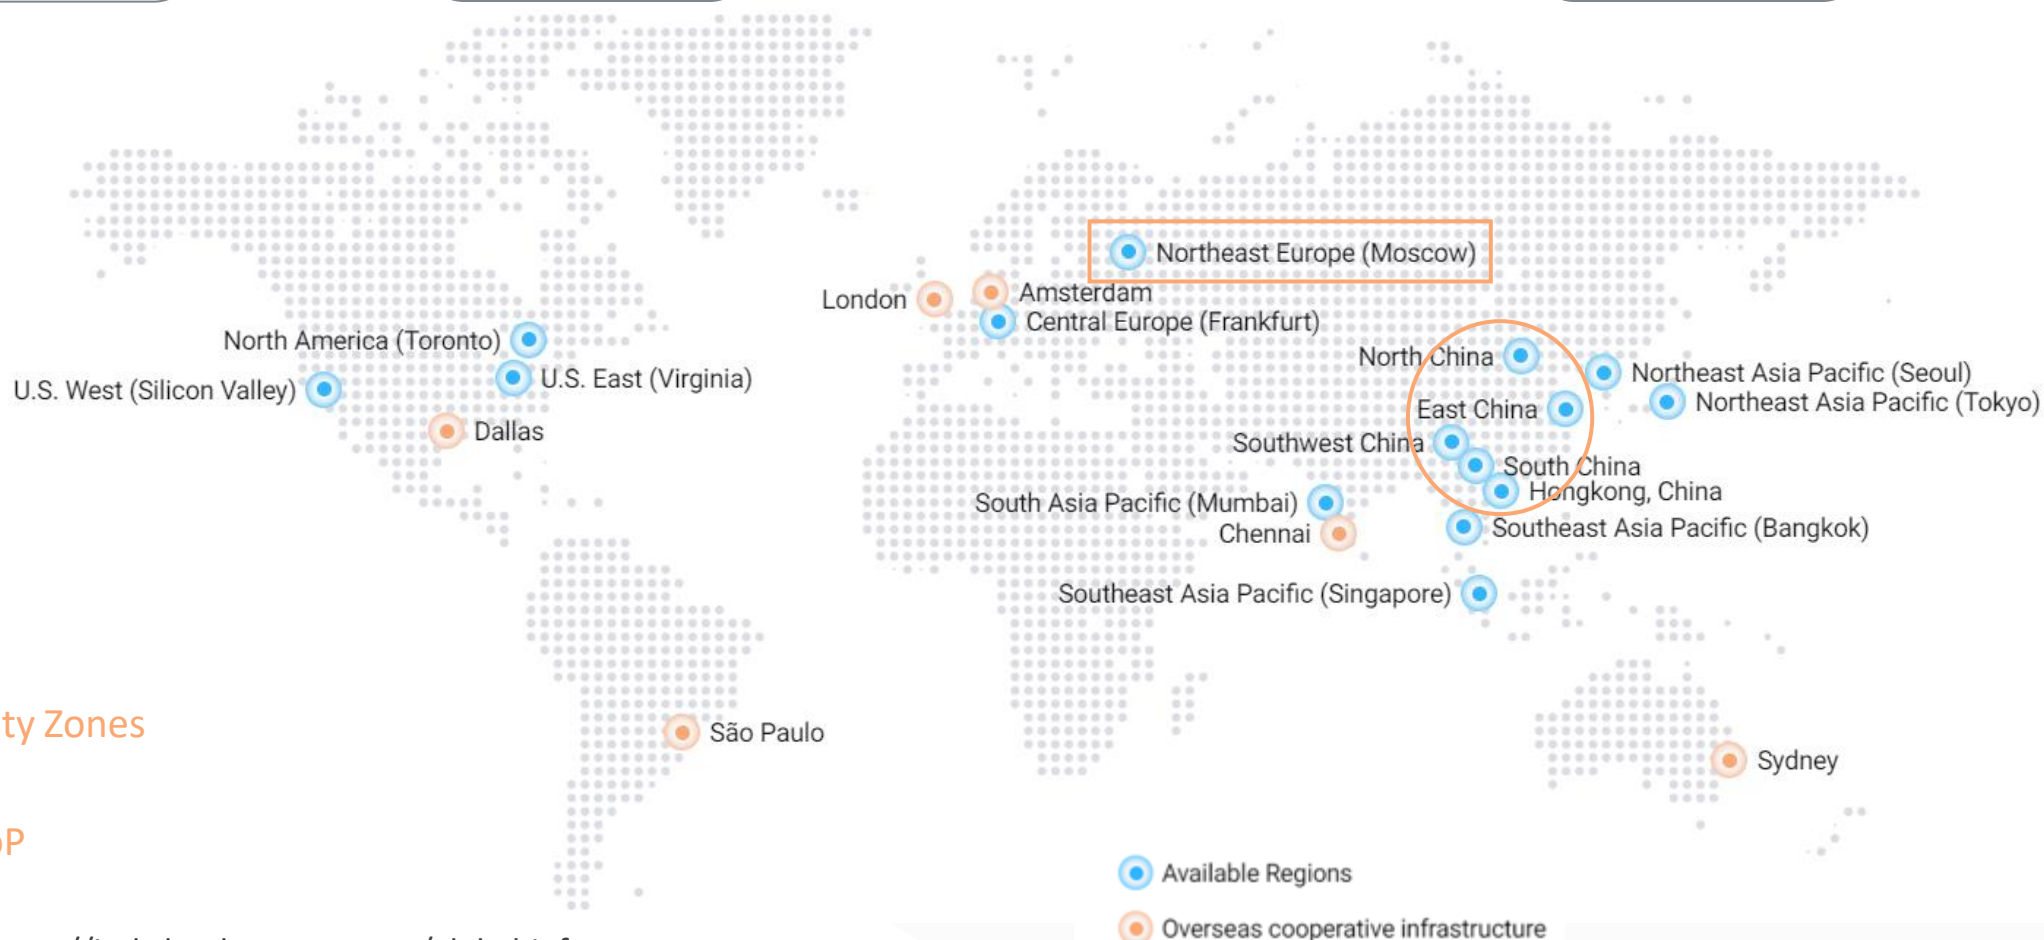 Northeast Europe (Moscow)
London
Amsterdam
Central Europe (Frankfurt)
North America (Toronto)
U.S. West (Silicon Valley)
U.S. East (Virginia)
Dallas
North China
Northeast Asia Pacific (Seoul)
Northeast Asia Pacific (Tokyo)
East China
Southwest China
South China
Hongkong, China
South Asia Pacific (Mumbai)
Chennai
Southeast Asia Pacific (Bangkok)
Southeast Asia Pacific (Singapore)
ty Zones
São Paulo
Sydney
oP
Available Regions
Overseas cooperative infrastructure